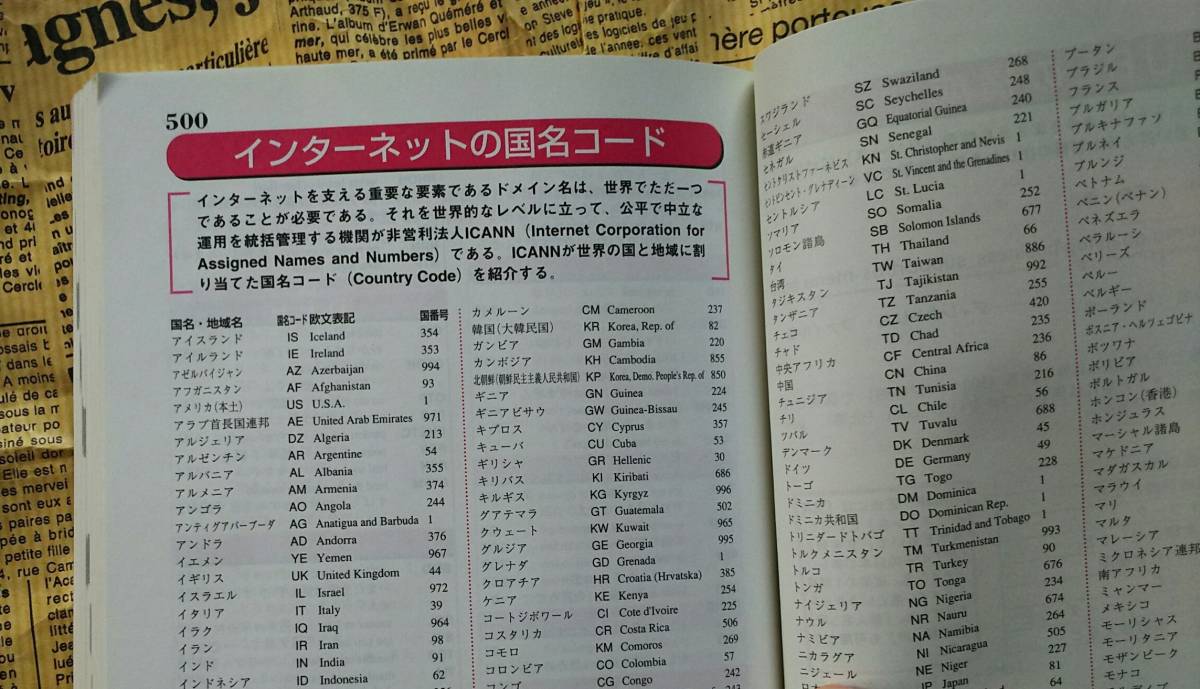 agnes,
particulière
Arthaud, 375 F), a reçu le
rine. L'album d'Erwan Quéméré et
mer, qui célèbre les plus belles
haute mer, a été primé par le Cercl
500
インターネットの国名コード
インターネットを支える重要な要素であるドメイン名は、世界でただ一つ
であることが必要である。それを世界的なレベルに立って、公平で中立な
運用を統括管理する機関が非営利法人ICANN（Internet Corporation for
Assigned Names and Numbers）である。ICANNが世界の国と地域に割
り当てた国名コード（Country Code）を紹介する。
国名・地域名 国名コード 欧文表記 国番号
アイスランド IS Iceland 354
アイルランド IE Ireland 353
アゼルバイジャン AZ Azerbaijan 994
アフガニスタン AF Afghanistan 93
アメリカ(本土) US U.S.A. 1
アラブ首長国連邦 AE United Arab Emirates 971
アルジェリア DZ Algeria 213
アルゼンチン AR Argentine 54
アルバニア AL Albania 355
アルメニア AM Armenia 374
アンゴラ AO Angola 244
アンティグアバーブーダ AG Anatigua and Barbuda 1
アンドラ AD Andorra 376
イエメン YE Yemen 967
イギリス UK United Kingdom 44
イスラエル IL Israel 972
イタリア IT Italy 39
イラク IQ Iraq 964
イラン IR Iran 98
インド IN India 91
インドネシア ID Indonesia 62
カメルーン CM Cameroon 237
韓国(大韓民国) KR Korea, Rep. of 82
ガンビア GM Gambia 220
カンボジア KH Cambodia 855
北朝鮮(朝鮮民主主義人民共和国) KP Korea, Demo. People's Rep. of 850
ギニア GN Guinea 224
ギニアビサウ GW Guinea-Bissau 245
キプロス CY Cyprus 357
キューバ CU Cuba 53
ギリシャ GR Hellenic 30
キリバス KI Kiribati 686
キルギス KG Kyrgyz 996
グアテマラ GT Guatemala 502
クウェート KW Kuwait 965
グルジア GE Georgia 995
グレナダ GD Grenada 1
クロアチア HR Croatia (Hrvatska) 385
ケニア KE Kenya 254
コートジボワール CI Cote d'Ivoire 225
コスタリカ CR Costa Rica 506
コモロ KM Comoros 269
コロンビア CO Colombia 57
コンゴ CG Congo 242
スワジランド SZ Swaziland 268
セーシェル SC Seychelles 248
赤道ギニア GQ Equatorial Guinea 240
セネガル SN Senegal 221
セントクリストファーネビス KN St. Christopher and Nevis 1
セントビンセント・グレナディーン VC St. Vincent and the Grenadines 1
セントルシア LC St. Lucia 1
ソマリア SO Somalia 252
ソロモン諸島 SB Solomon Islands 677
タイ TH Thailand 66
台湾 TW Taiwan 886
タジキスタン TJ Tajikistan 992
タンザニア TZ Tanzania 255
チェコ CZ Czech 420
チャド TD Chad 235
中央アフリカ CF Central Africa 236
中国 CN China 86
チュニジア TN Tunisia 216
チリ CL Chile 56
ツバル TV Tuvalu 688
デンマーク DK Denmark 45
ドイツ DE Germany 49
トーゴ TG Togo 228
ドミニカ DM Dominica 1
ドミニカ共和国 DO Dominican Rep. 1
トリニダードトバゴ TT Trinidad and Tobago 1
トルクメニスタン TM Turkmenistan 993
トルコ TR Turkey 90
トンガ TO Tonga 676
ナイジェリア NG Nigeria 234
ナウル NR Nauru 674
ナミビア NA Namibia 264
ニカラグア NI Nicaragua 505
ニジェール NE Niger 227
JP Japan 81
ブータン
ブラジル
フランス
ブルガリア
ブルキナファソ
ブルネイ
ブルンジ
ベトナム
ベニン(ベナン)
ベネズエラ
ベラルーシ
ベリーズ
ペルー
ベルギー
ポーランド
ボスニア・ヘルツェゴビナ
ボツワナ
ボリビア
ポルトガル
ホンコン(香港)
ホンジュラス
マーシャル諸島
マケドニア
マダガスカル
マラウイ
マリ
マルタ
マレーシア
ミクロネシア連邦
南アフリカ
ミャンマー
メキシコ
モーリシャス
モーリタニア
モザンビーク
モナコ